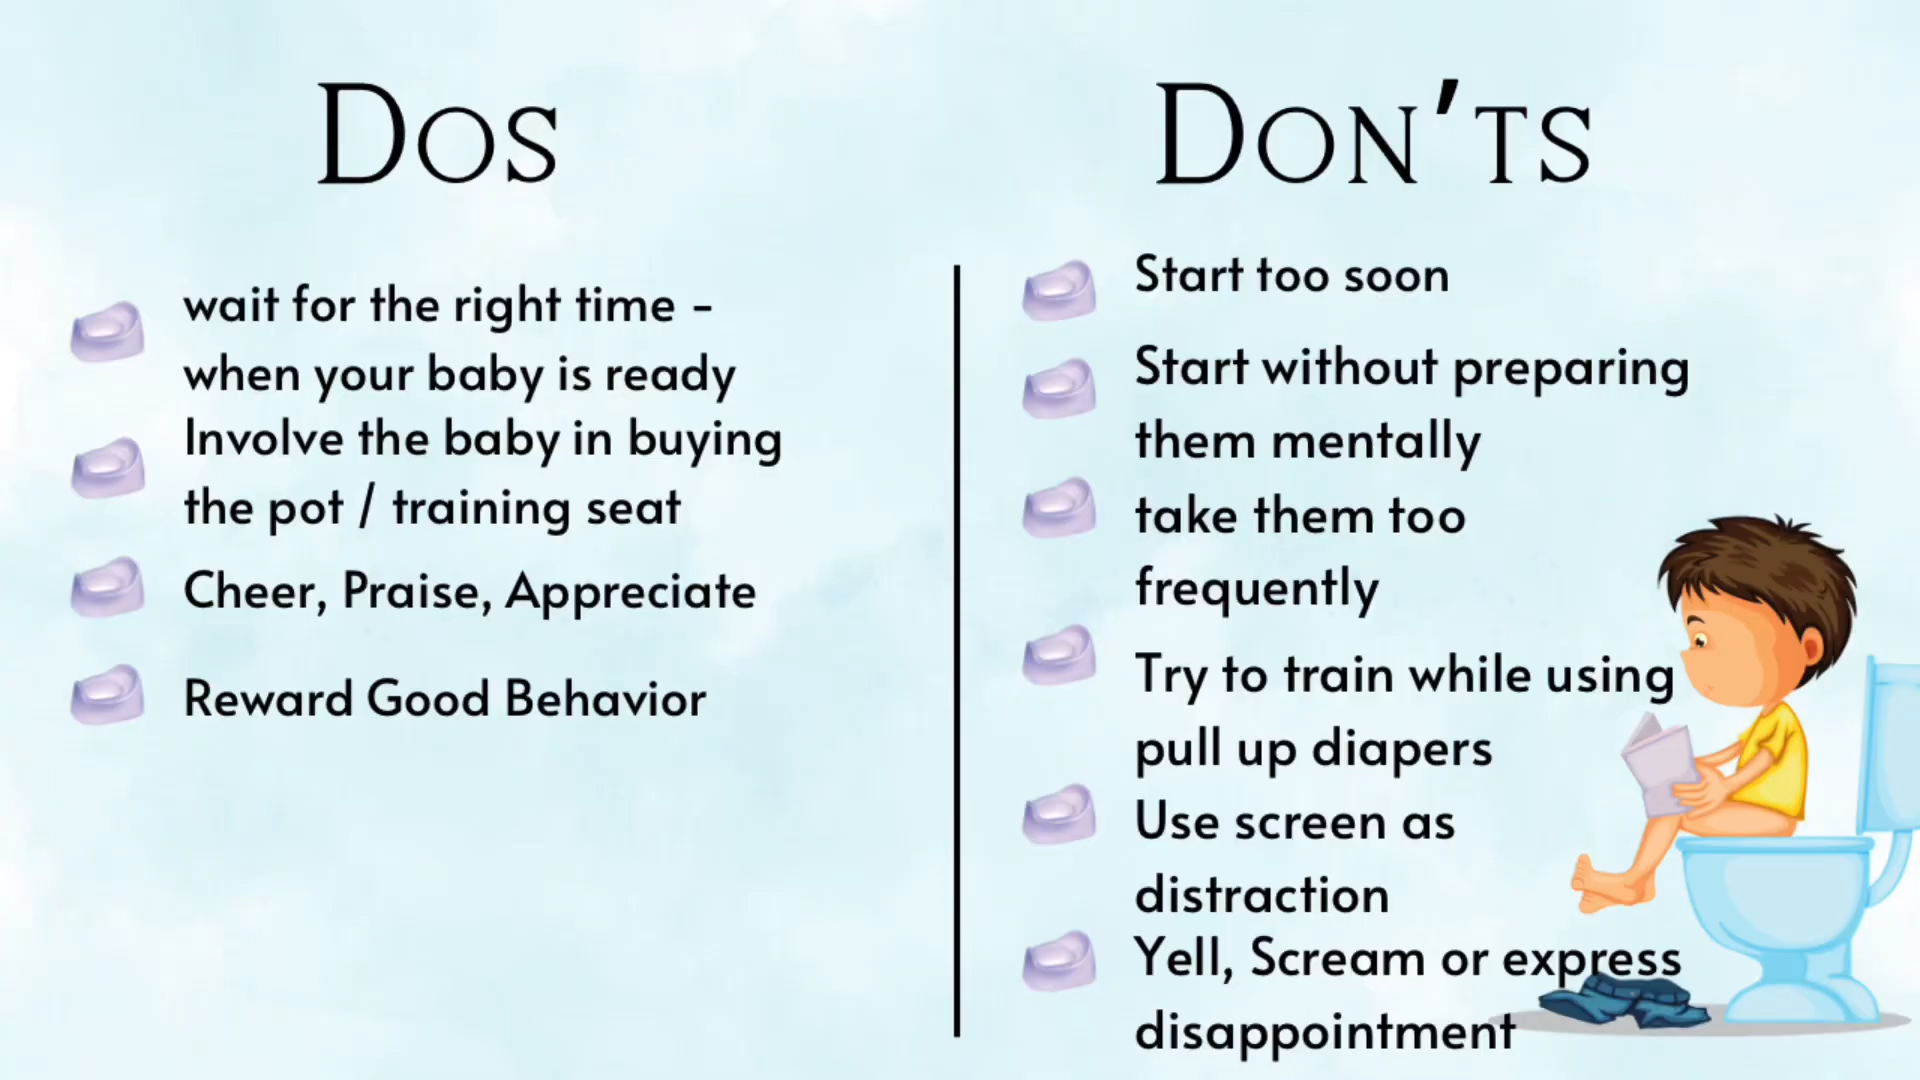 Dos
wait for the right time -
when your baby is ready
Involve the baby in buying
the pot / training seat
Cheer, Praise, Appreciate
Reward Good Behavior
Don'ts
Start too soon
Start without preparing
them mentally
take them too
frequently
Try to train while using
pull up diapers
Use screen as
distraction
Yell, Scream or express
disappointment